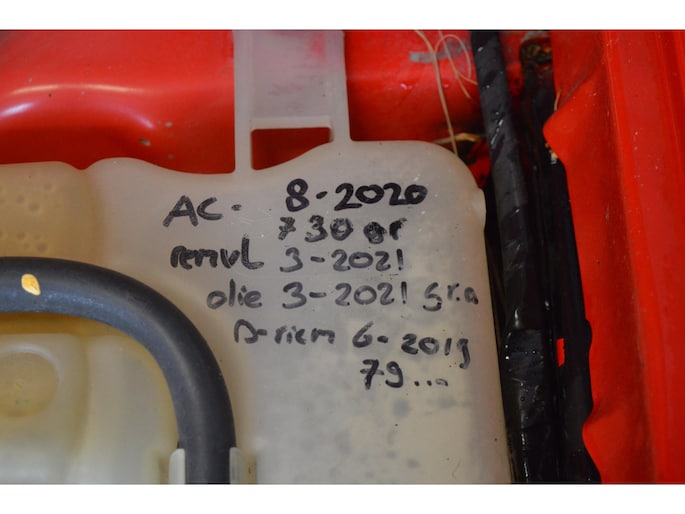 AC. 8-2020
730 gr
remvl 3-2021
olie 3-2021
D-riem 6-2019
79...